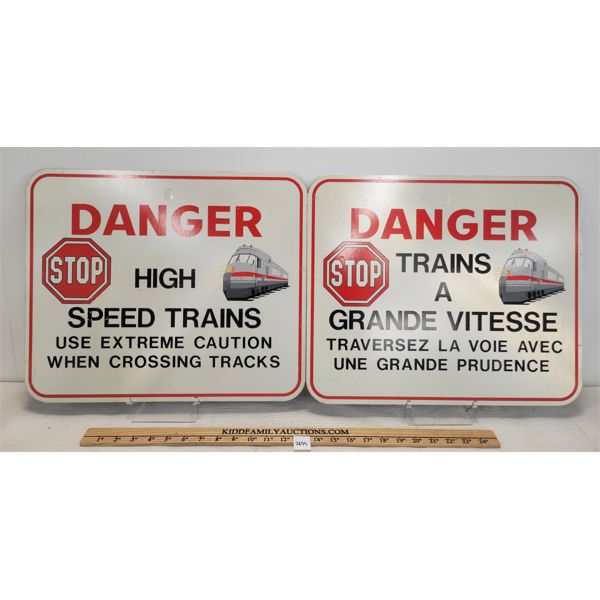 DANGER
STOP
HIGH
SPEED TRAINS
USE EXTREME CAUTION
WHEN CROSSING TRACKS
DANGER
STOP
TRAINS
A
GRANDE VITESSE
TRAVERSEZ LA VOIE AVEC
UNE GRANDE PRUDENCE
KIDDFAMILYAUCTIONS.COM